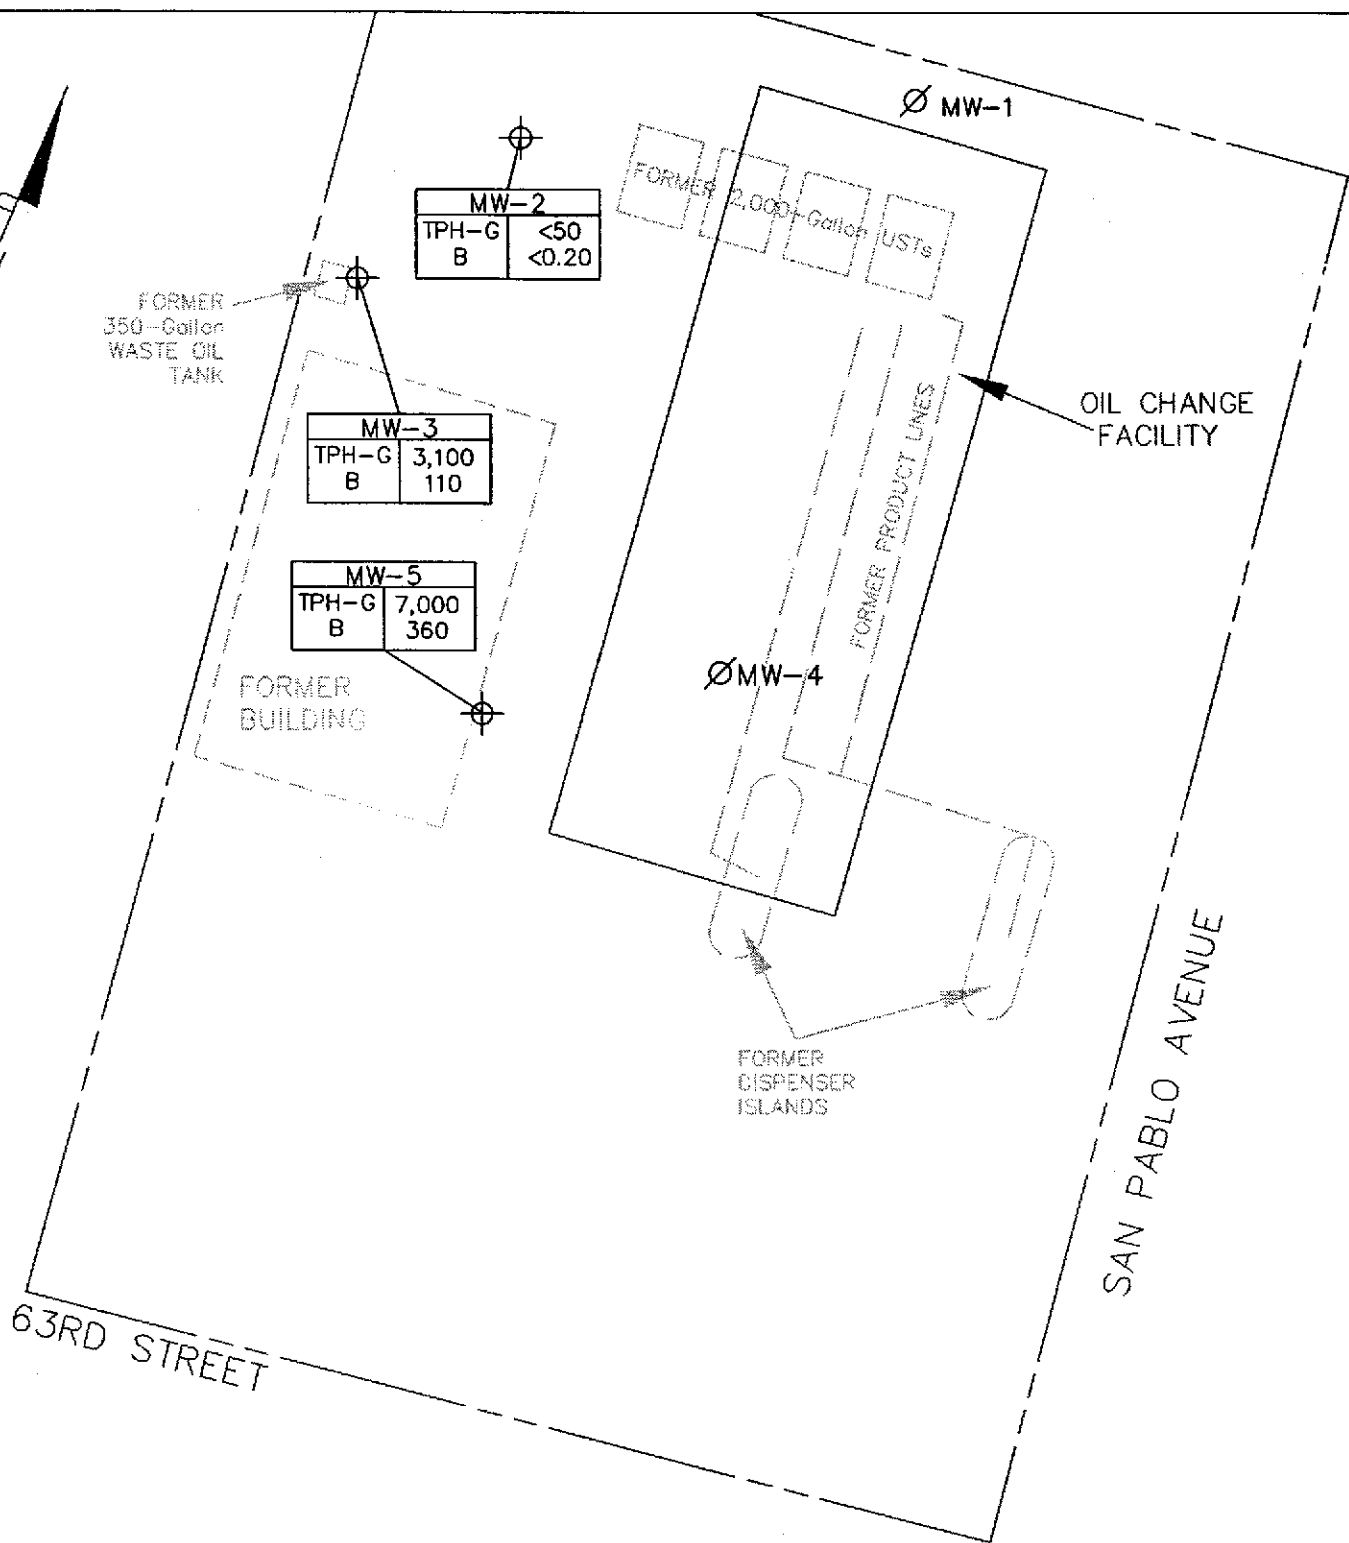 MW-1
FORMER 2,000-Gallon USTs
MW-2
TPH-G <50
B <0.20
FORMER
350-Gallon
WASTE OIL
TANK
MW-3
TPH-G 3,100
B 110
OIL CHANGE
FACILITY
FORMER PRODUCT LINES
MW-5
TPH-G 7,000
B 360
MW-4
FORMER
BUILDING
FORMER
DISPENSER
ISLANDS
SAN PABLO AVENUE
63RD STREET